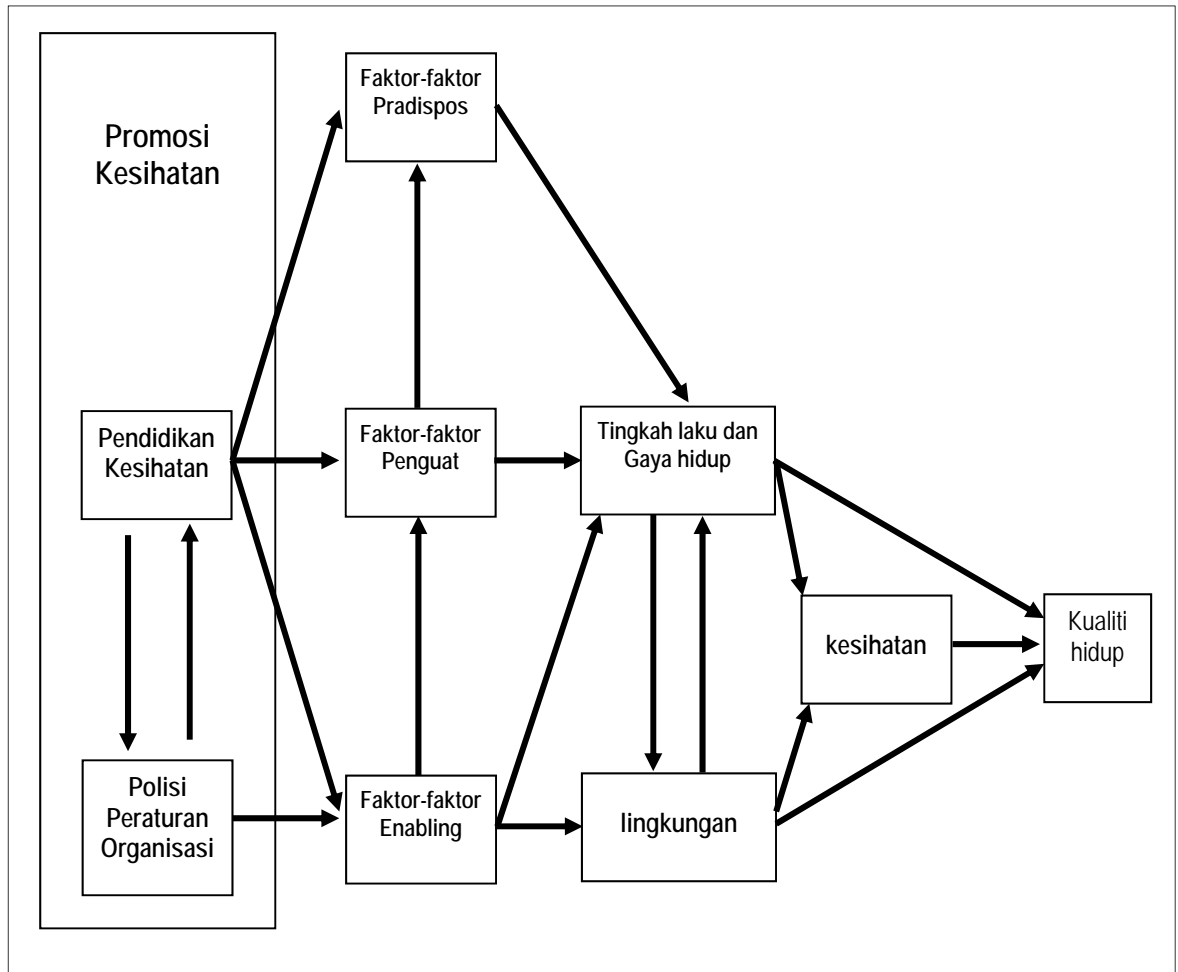 Promosi
Kesihatan
Faktor-faktor
Pradispos
Pendidikan
Kesihatan
Faktor-faktor
Penguat
Tingkah laku dan
Gaya hidup
kesihatan
Kualiti
hidup
Polisi
Peraturan
Organisasi
Faktor-faktor
Enabling
lingkungan